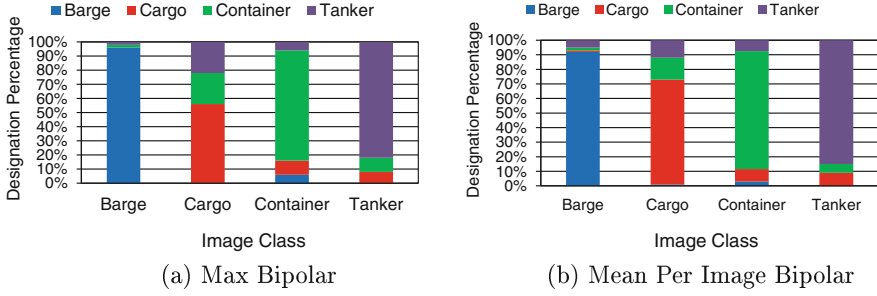 Barge Cargo Container Tanker
100%
90%
80%
70%
60%
50%
40%
30%
20%
10%
0%
Designation Percentage
Barge Cargo Container Tanker
Image Class
(a) Max Bipolar
Barge Cargo Container Tanker
100%
90%
80%
70%
60%
50%
40%
30%
20%
10%
0%
Designation Percentage
Barge Cargo Container Tanker
Image Class
(b) Mean Per Image Bipolar